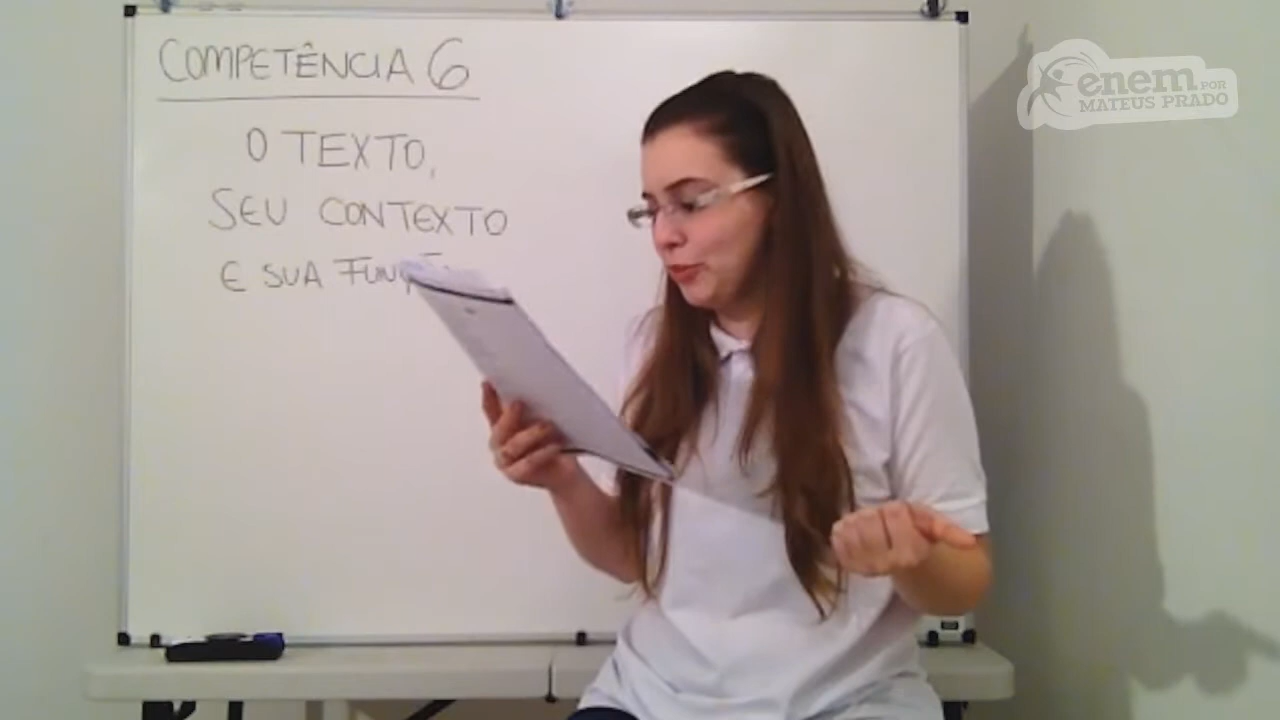 COMPETÊNCIA 6
O TEXTO,
SEU CONTEXTO
E SUA
enem POR
MATEUS PRADO